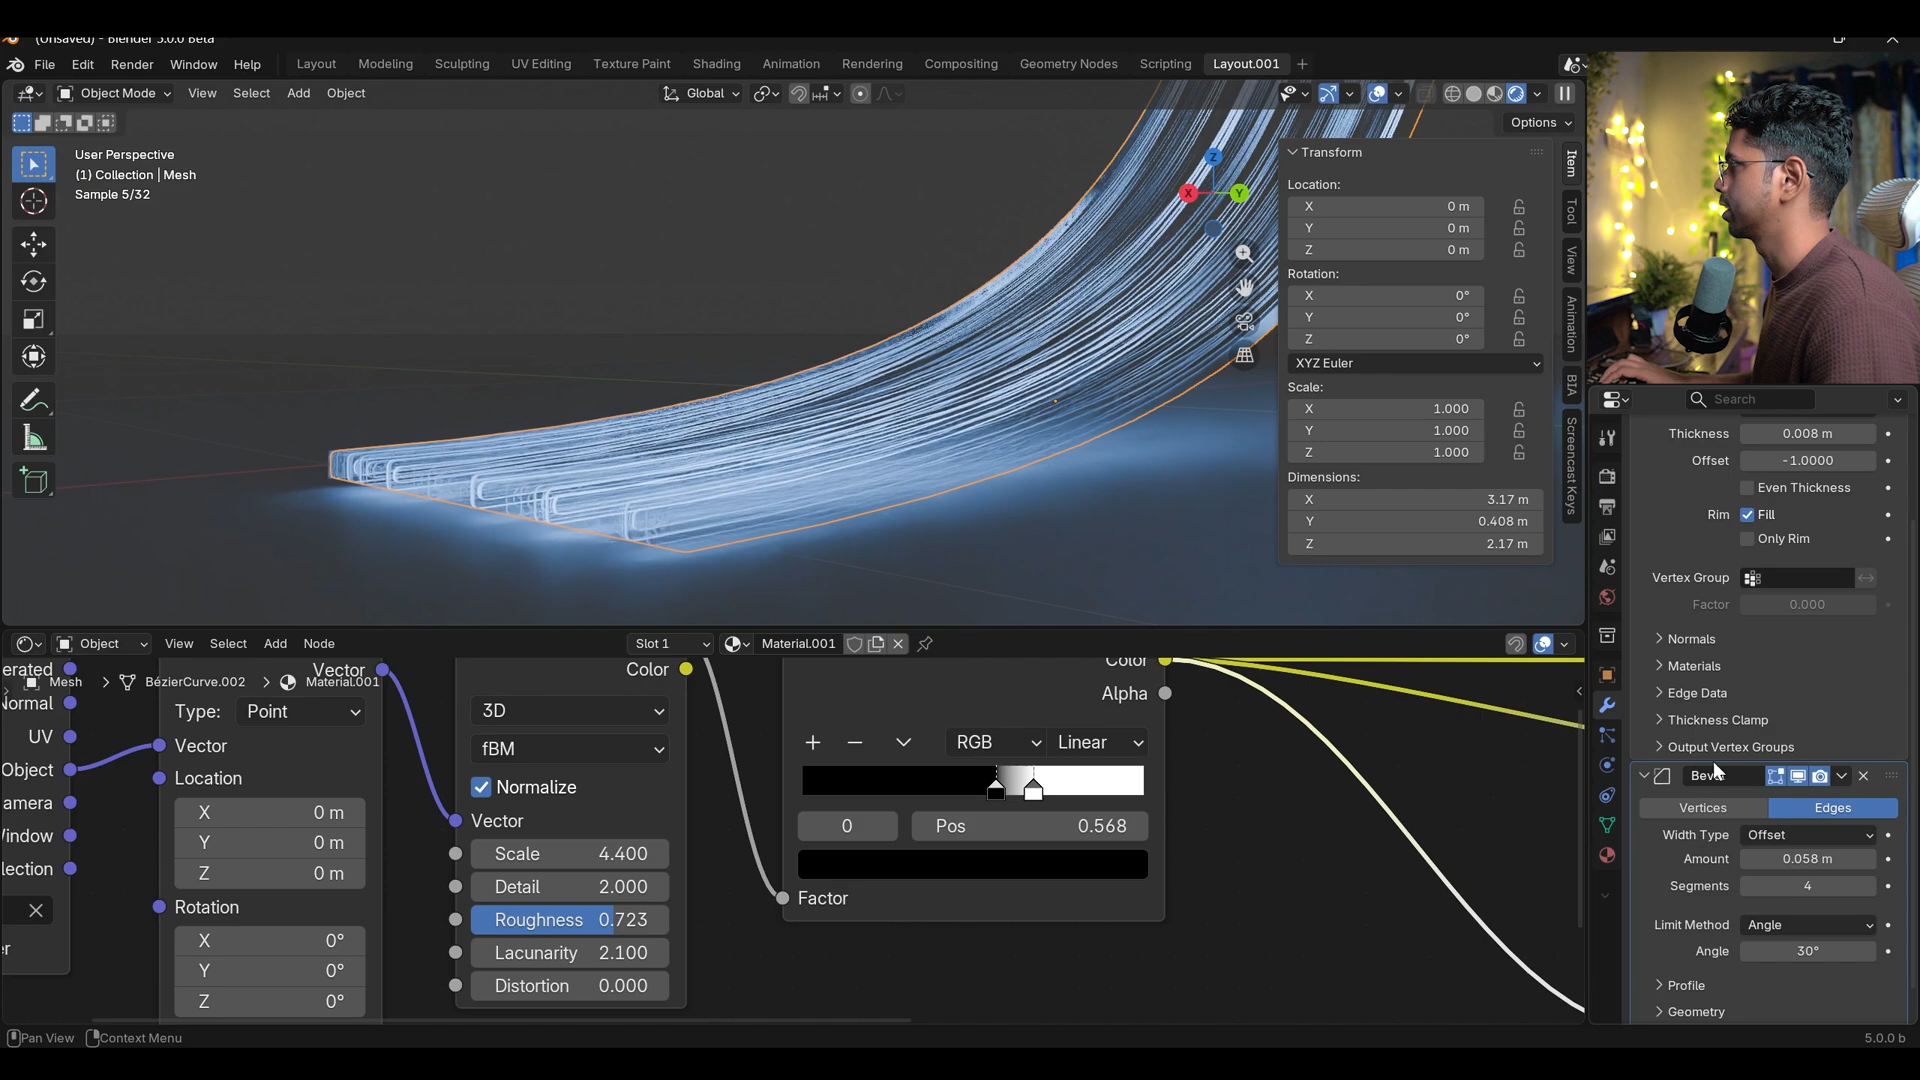 (Unsaved) - Blender 5.0.0 Beta
File Edit Render Window Help
Layout Modeling Sculpting UV Editing Texture Paint Shading Animation Rendering Compositing Geometry Nodes Scripting Layout.001
Object Mode View Select Add Object
Global
Options
User Perspective
(1) Collection | Mesh
Sample 5/32
Z
X
Y
Transform
Location:
X 0 m
Y 0 m
Z 0 m
Rotation:
X 0°
Y 0°
Z 0°
XYZ Euler
Scale:
X 1.000
Y 1.000
Z 1.000
Dimensions:
X 3.17 m
Y 0.408 m
Z 2.17 m
Item
Tool
View
Animation
BIA
Screencast Keys
Search
Thickness 0.008 m
Offset -1.0000
Even Thickness
Rim Fill
Only Rim
Vertex Group
Factor 0.000
Normals
Materials
Edge Data
Thickness Clamp
Output Vertex Groups
Vertices Edges
Width Type Offset
Amount 0.058 m
Segments 4
Limit Method Angle
Angle 30°
Profile
Geometry
Object View Select Add Node
Slot 1 Material.001
Mesh BézierCurve.002 Material.001
erated
Normal
UV
Object
amera
Window
lection
er
Vector
Type: Point
Vector
Location
X 0 m
Y 0 m
Z 0 m
Rotation
X 0°
Y 0°
Z 0°
Color
3D
fBM
Normalize
Vector
Scale 4.400
Detail 2.000
Roughness 0.723
Lacunarity 2.100
Distortion 0.000
Color
Alpha
RGB Linear
0 Pos 0.568
Factor
Pan View Context Menu
5.0.0 b